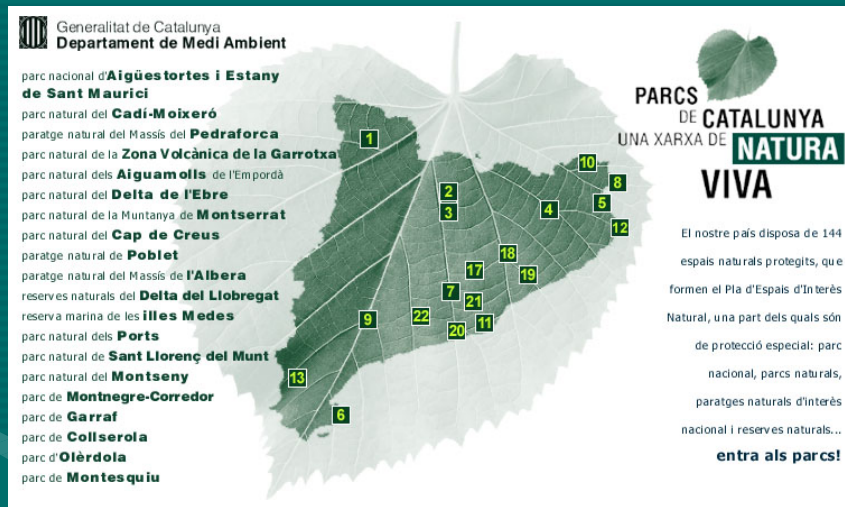 Generalitat de Catalunya
Departament de Medi Ambient
parc nacional d'Aigüestortes i Estany
de Sant Maurici
parc natural del Cadí-Moixeró
paratge natural del Massís del Pedraforca
parc natural de la Zona Volcànica de la Garrotxa
parc natural dels Aiguamolls de l'Empordà
parc natural del Delta de l'Ebre
parc natural de la Muntanya de Montserrat
parc natural del Cap de Creus
paratge natural de Poblet
paratge natural del Massís de l'Albera
reserves naturals del Delta del Llobregat
reserva marina de les illes Medes
parc natural dels Ports
parc natural de Sant Llorenç del Munt
parc natural del Montseny
parc de Montnegre-Corredor
parc de Garraf
parc de Collserola
parc d'Olèrdola
parc de Montesquiu
1
10
8
2
5
3
4
12
18
17
19
7
21
9
22
11
20
13
6
PARCS
DE CATALUNYA
UNA XARXA DE NATURA
VIVA
El nostre país disposa de 144
espais naturals protegits, que
formen el Pla d'Espais d'Interès
Natural, una part dels quals són
de protecció especial: parc
nacional, parcs naturals,
paratges naturals d'interès
nacional i reserves naturals...
entra als parcs!